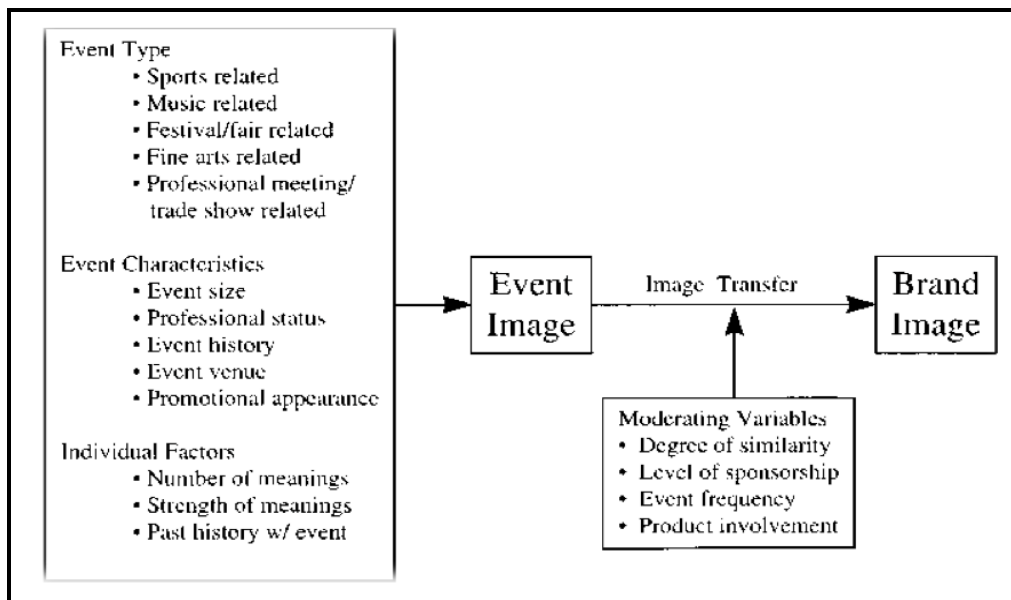 Event Type
• Sports related
• Music related
• Festival/fair related
• Fine arts related
• Professional meeting/
trade show related
Event Characteristics
• Event size
• Professional status
• Event history
• Event venue
• Promotional appearance
Individual Factors
• Number of meanings
• Strength of meanings
• Past history w/ event
Event
Image
Image Transfer
Brand
Image
Moderating Variables
• Degree of similarity
• Level of sponsorship
• Event frequency
• Product involvement